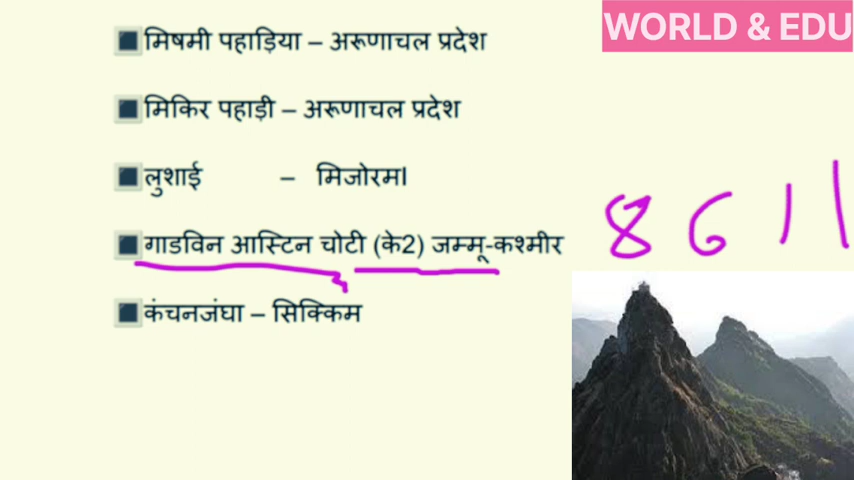 WORLD & EDU
मिषमी पहाड़िया – अरूणाचल प्रदेश
मिकिर पहाड़ी – अरूणाचल प्रदेश
लुशाई – मिजोरम।
गाडविन आस्टिन चोटी (के2) जम्मू-कश्मीर
8611
कंचनजंघा – सिक्किम